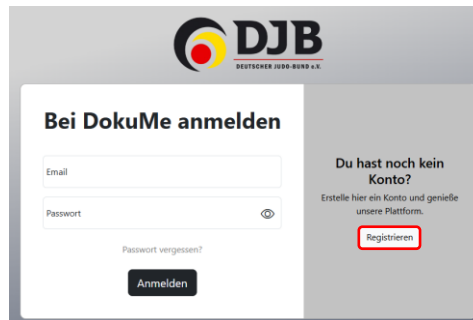 DJB
DEUTSCHER JUDO-BUND e.V.
Bei DokuMe anmelden
Email
Passwort
Passwort vergessen?
Anmelden
Du hast noch kein
Konto?
Erstelle hier ein Konto und genieße
unsere Plattform.
Registrieren